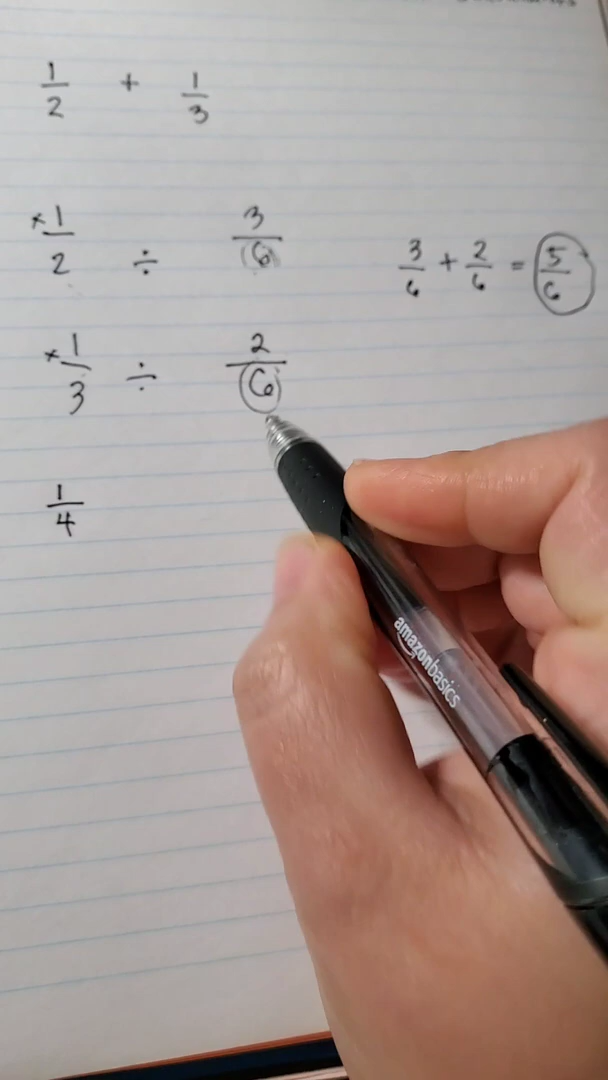 1/2 + 1/3
×1/2 ÷ 3/6
3/6 + 2/6 = 5/6
×1/3 ÷ 2/6
1/4
amazonbasics